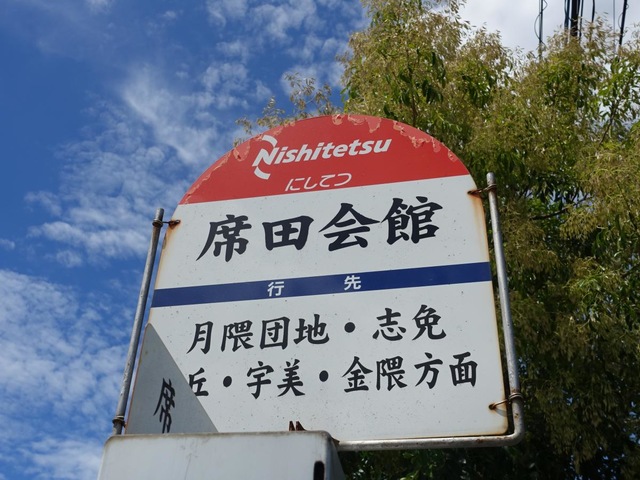 Nishitetsu
にしてつ
席田会館
行先
月隈団地・志免
丘・宇美・金隈方面
席